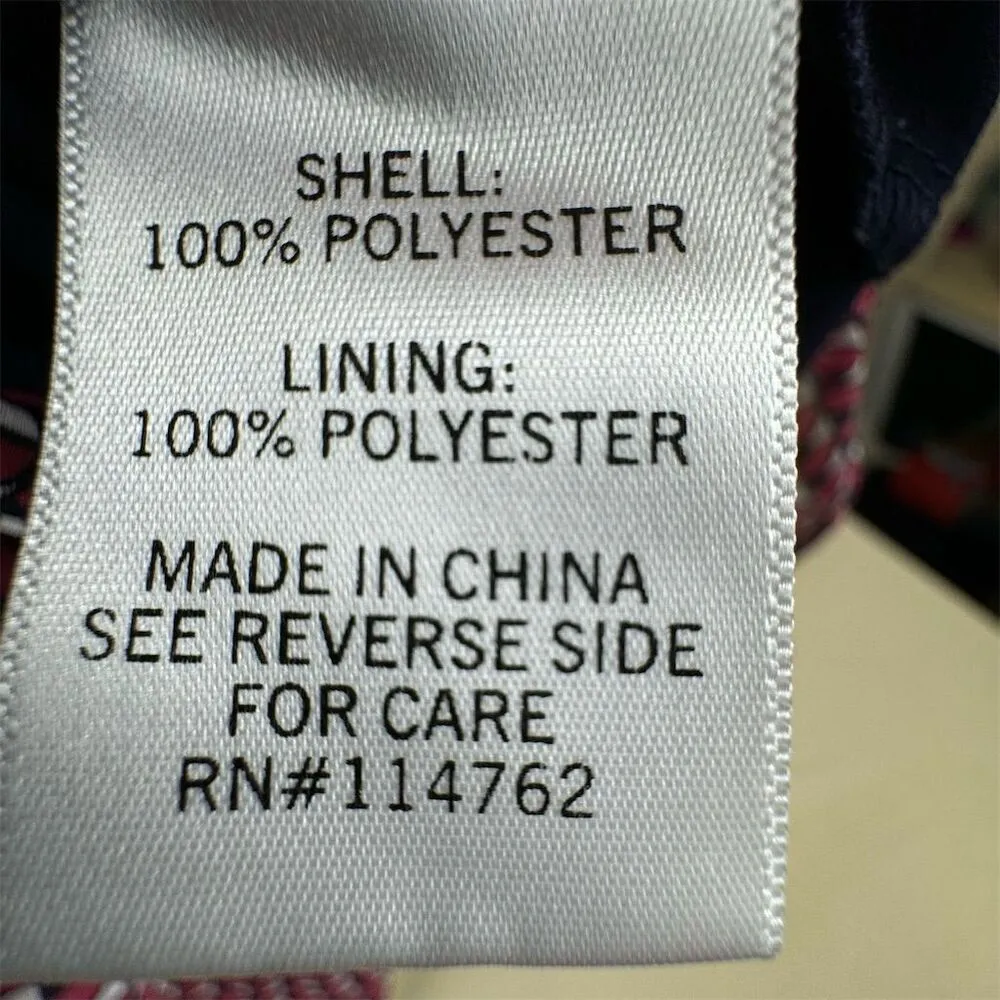 SHELL:
100% POLYESTER
LINING:
100% POLYESTER
MADE IN CHINA
SEE REVERSE SIDE
FOR CARE
RN#114762